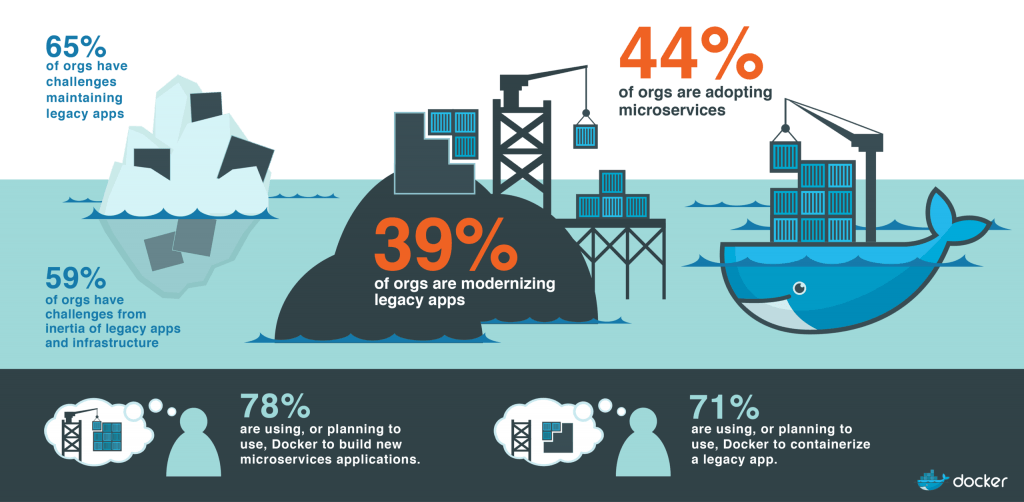 65%
of orgs have
challenges
maintaining
legacy apps
59%
of orgs have
challenges from
inertia of legacy apps
and infrastructure
39%
of orgs are modernizing
legacy apps
44%
of orgs are adopting
microservices
78%
are using, or planning to
use, Docker to build new
microservices applications.
71%
are using, or planning to
use, Docker to containerize
a legacy app.
docker